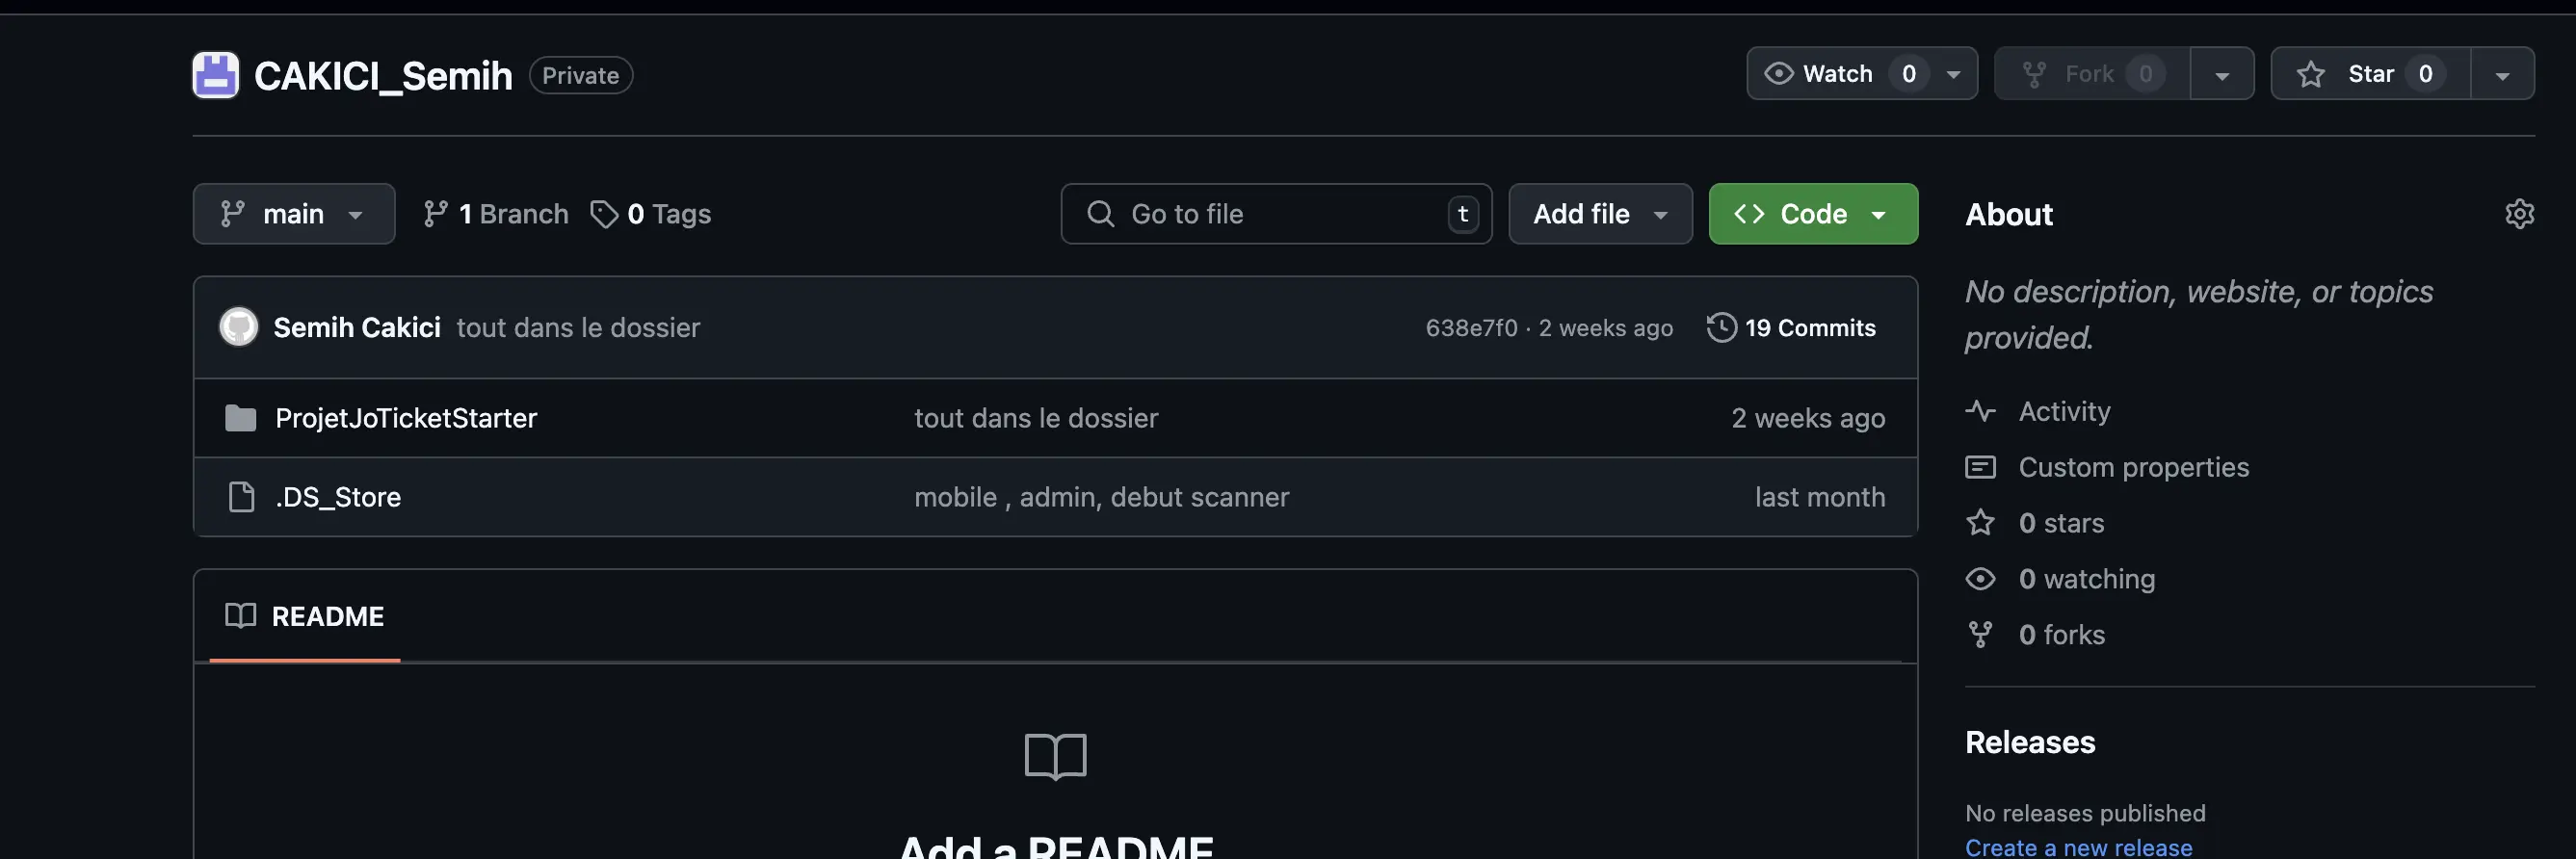 CAKICI_Semih Private Watch 0 Fork 0 Star 0
main 1 Branch 0 Tags Go to file t Add file Code
Semih Cakici tout dans le dossier 638e7f0 · 2 weeks ago 19 Commits
ProjetJoTicketStarter tout dans le dossier 2 weeks ago
.DS_Store mobile , admin, debut scanner last month
README
Add a README
About
No description, website, or topics
provided.
Activity
Custom properties
0 stars
0 watching
0 forks
Releases
No releases published
Create a new release